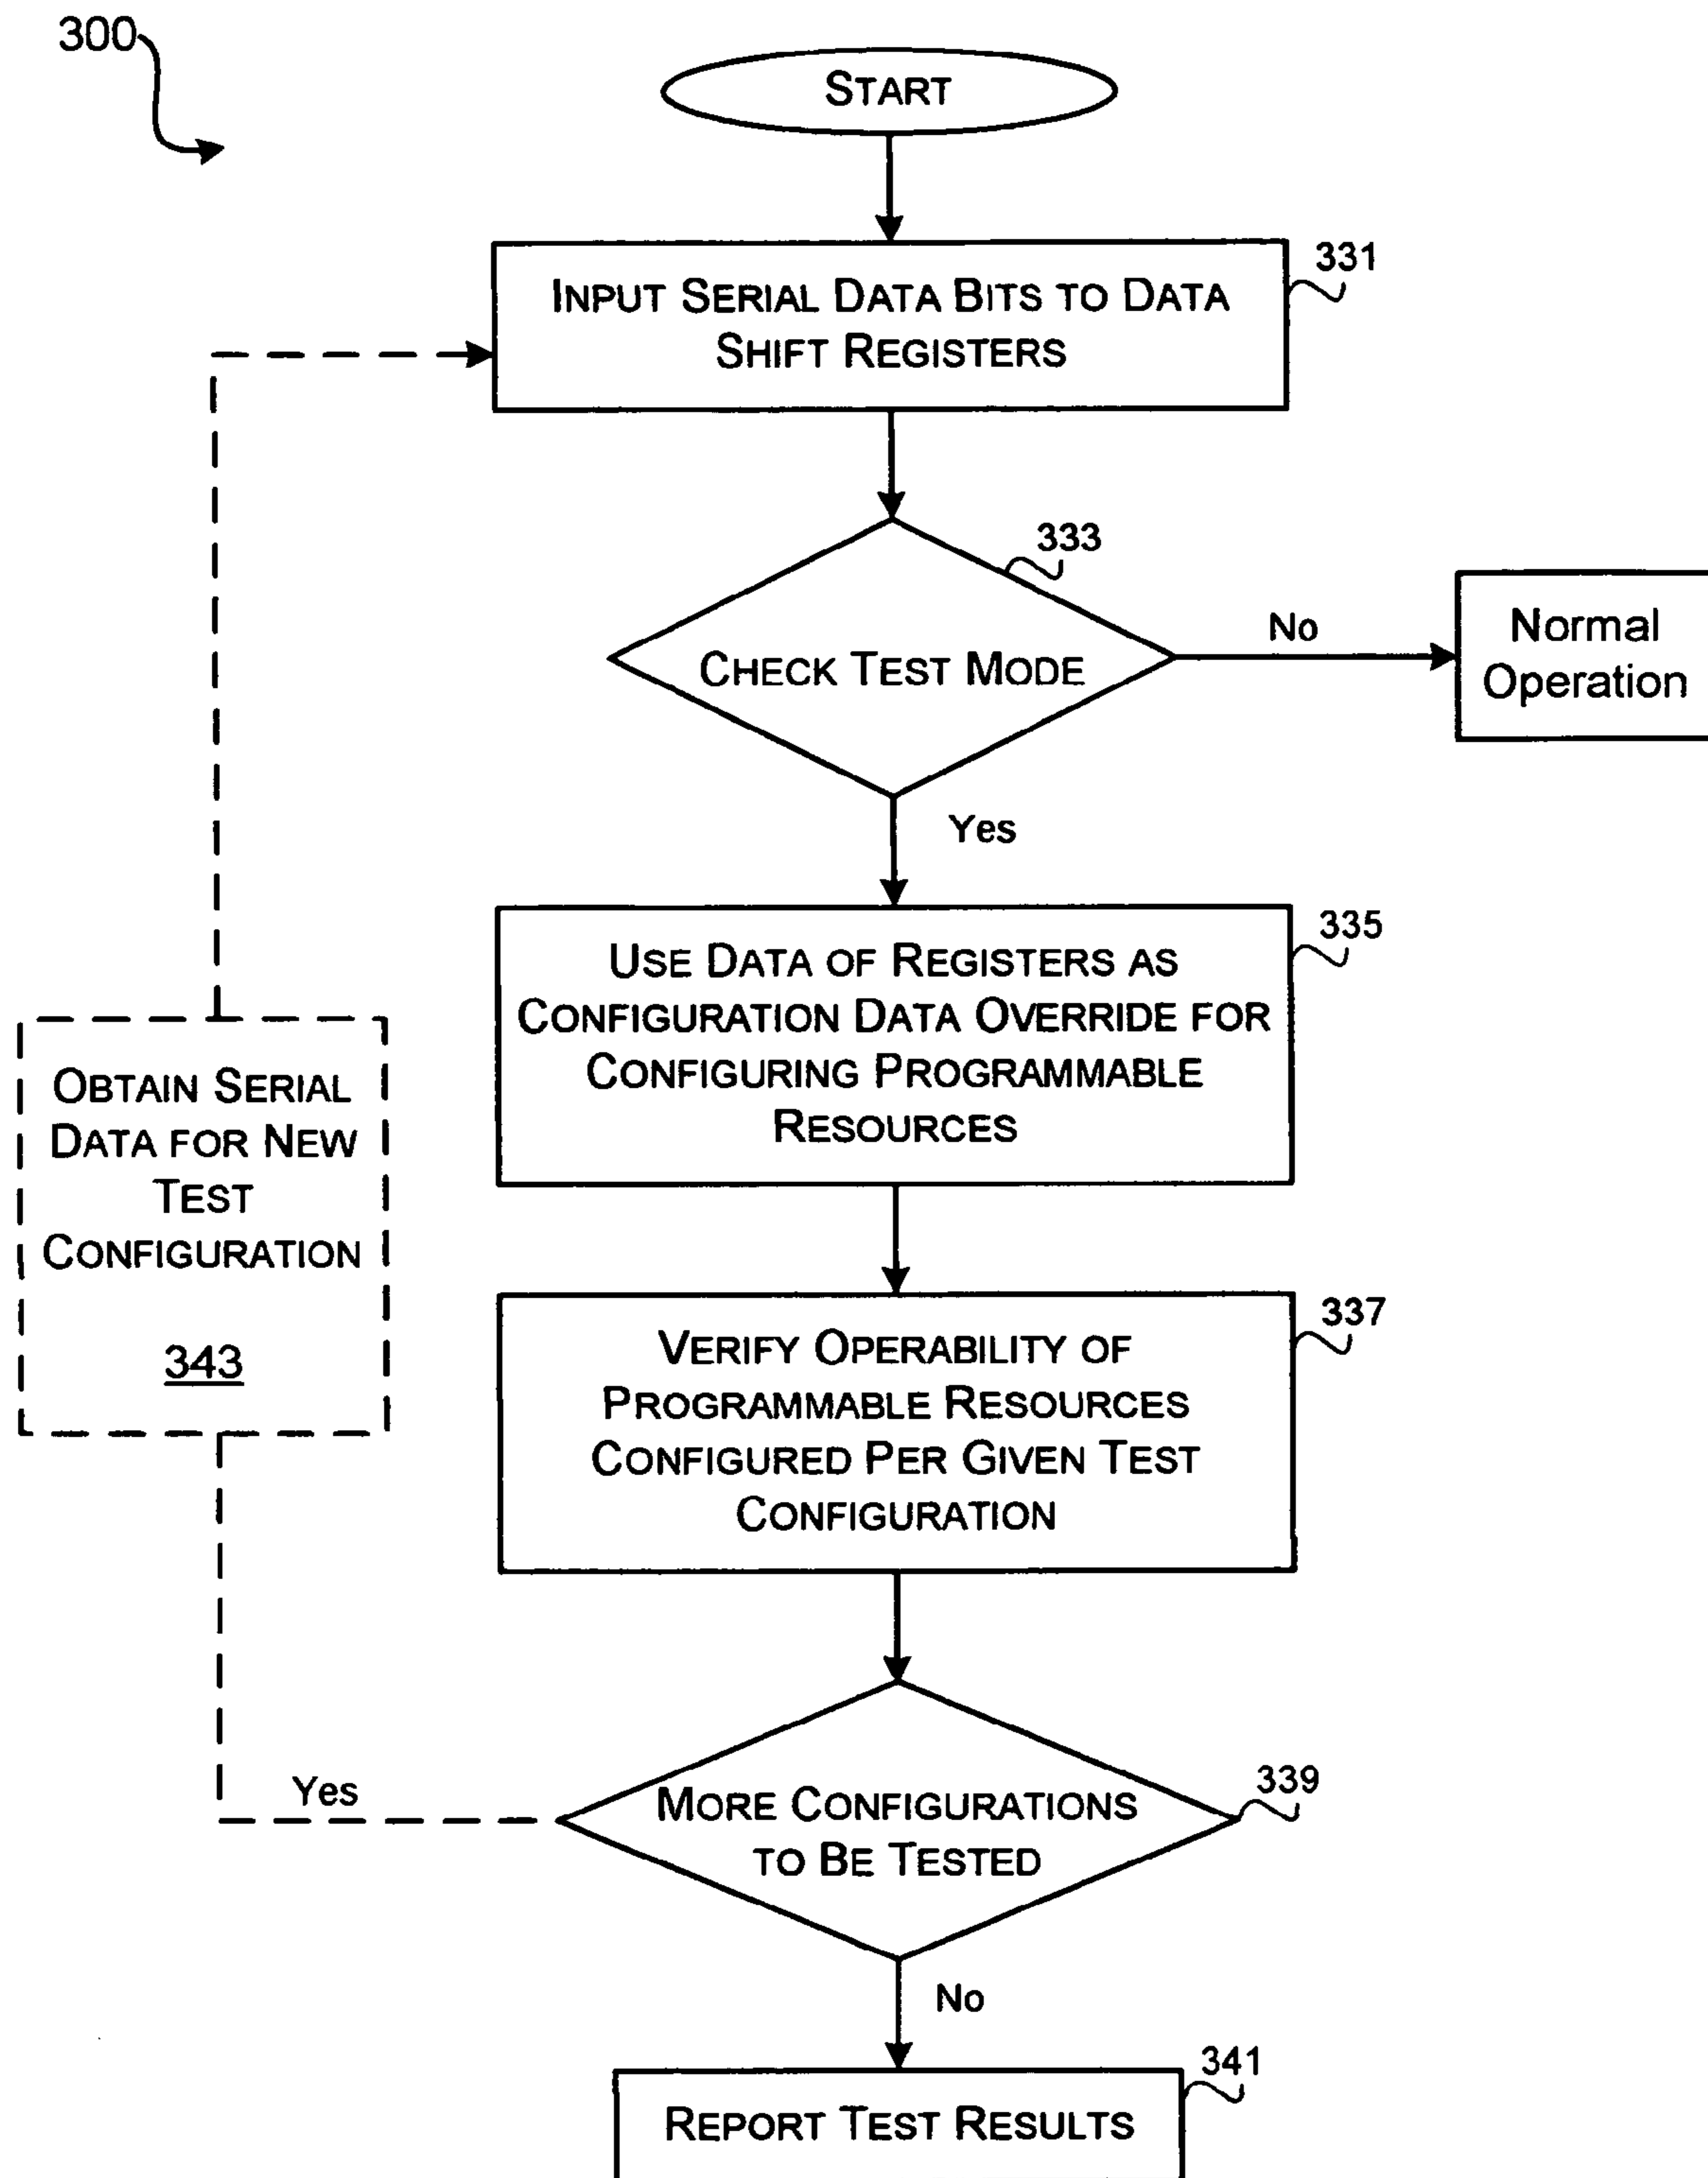 300
START
331
INPUT SERIAL DATA BITS TO DATA
SHIFT REGISTERS
333
CHECK TEST MODE
No
Normal
Operation
Yes
335
USE DATA OF REGISTERS AS
CONFIGURATION DATA OVERRIDE FOR
CONFIGURING PROGRAMMABLE
RESOURCES
OBTAIN SERIAL
DATA FOR NEW
TEST
CONFIGURATION
343
337
VERIFY OPERABILITY OF
PROGRAMMABLE RESOURCES
CONFIGURED PER GIVEN TEST
CONFIGURATION
339
MORE CONFIGURATIONS
TO BE TESTED
Yes
No
341
REPORT TEST RESULTS